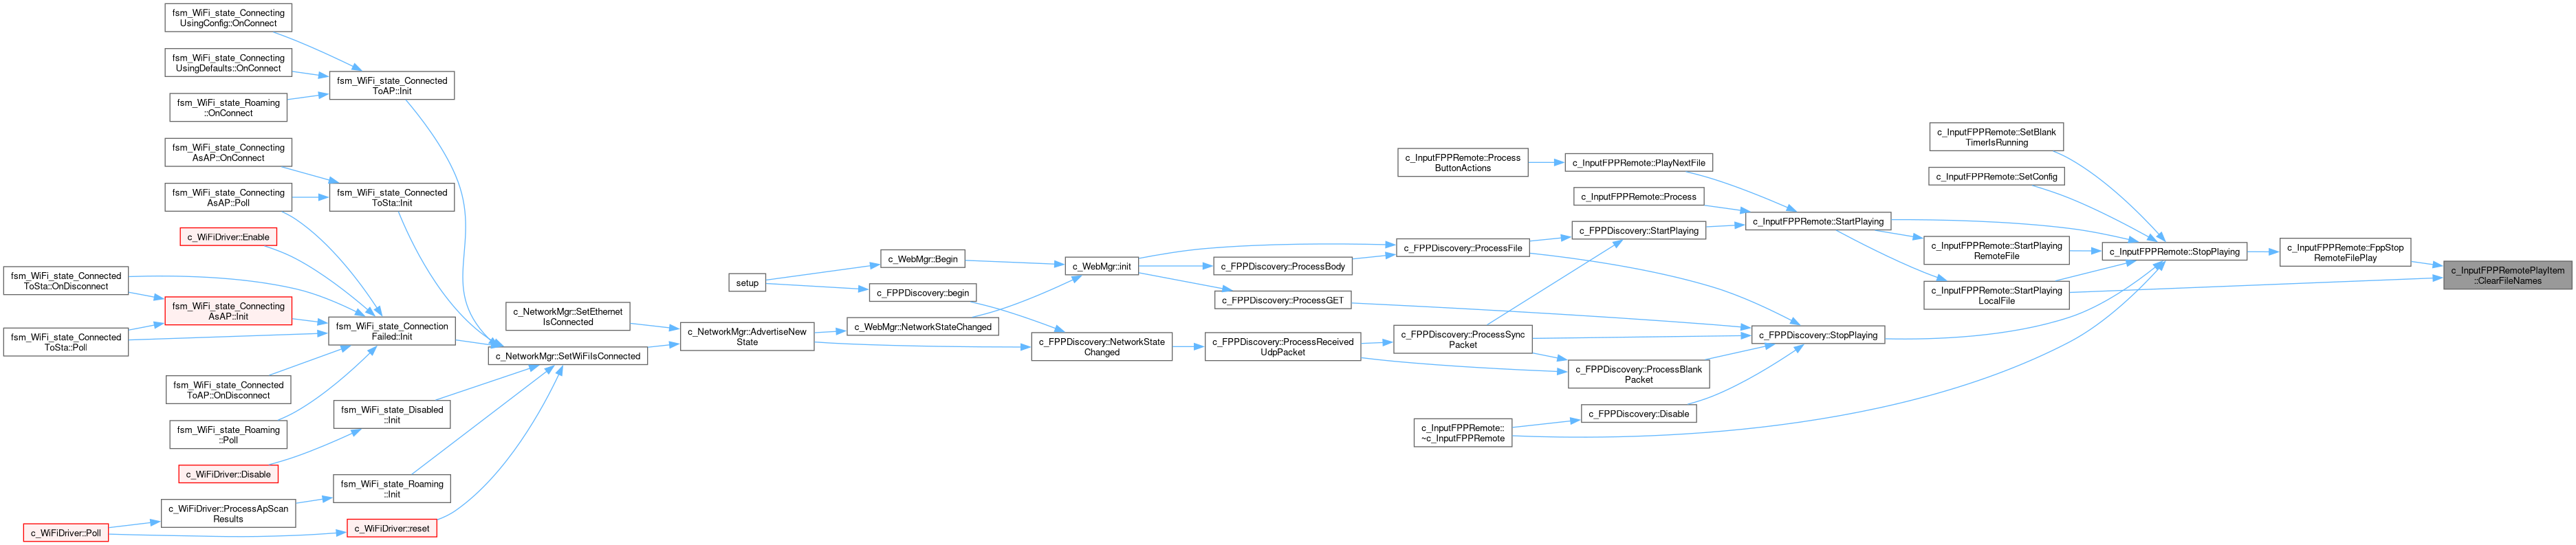 fsm_WiFi_state_Connecting
UsingConfig::OnConnect
fsm_WiFi_state_Connecting
UsingDefaults::OnConnect
fsm_WiFi_state_Roaming
::OnConnect
fsm_WiFi_state_Connected
ToAP::Init
fsm_WiFi_state_Connecting
AsAP::OnConnect
fsm_WiFi_state_Connecting
AsAP::Poll
fsm_WiFi_state_Connected
ToSta::Init
c_WiFiDriver::Enable
fsm_WiFi_state_Connected
ToSta::OnDisconnect
fsm_WiFi_state_Connecting
AsAP::Init
fsm_WiFi_state_Connected
ToSta::Poll
fsm_WiFi_state_Connection
Failed::Init
fsm_WiFi_state_Connected
ToAP::OnDisconnect
fsm_WiFi_state_Roaming
::Poll
fsm_WiFi_state_Disabled
::Init
c_WiFiDriver::Disable
fsm_WiFi_state_Roaming
::Init
c_WiFiDriver::ProcessApScan
Results
c_WiFiDriver::Poll
c_WiFiDriver::reset
c_NetworkMgr::SetEthernet
IsConnected
c_NetworkMgr::SetWiFiIsConnected
c_NetworkMgr::AdvertiseNew
State
setup
c_WebMgr::Begin
c_FPPDiscovery::begin
c_WebMgr::NetworkStateChanged
c_WebMgr::init
c_FPPDiscovery::NetworkState
Changed
c_FPPDiscovery::ProcessBody
c_FPPDiscovery::ProcessGET
c_FPPDiscovery::ProcessReceived
UdpPacket
c_InputFPPRemote::Process
ButtonActions
c_FPPDiscovery::ProcessFile
c_FPPDiscovery::ProcessSync
Packet
c_InputFPPRemote::
~c_InputFPPRemote
c_InputFPPRemote::PlayNextFile
c_InputFPPRemote::Process
c_FPPDiscovery::StartPlaying
c_FPPDiscovery::ProcessBlank
Packet
c_FPPDiscovery::Disable
c_InputFPPRemote::StartPlaying
c_FPPDiscovery::StopPlaying
c_InputFPPRemote::SetBlank
TimerIsRunning
c_InputFPPRemote::SetConfig
c_InputFPPRemote::StartPlaying
RemoteFile
c_InputFPPRemote::StartPlaying
LocalFile
c_InputFPPRemote::StopPlaying
c_InputFPPRemote::FppStop
RemoteFilePlay
c_InputFPPRemotePlayItem
::ClearFileNames